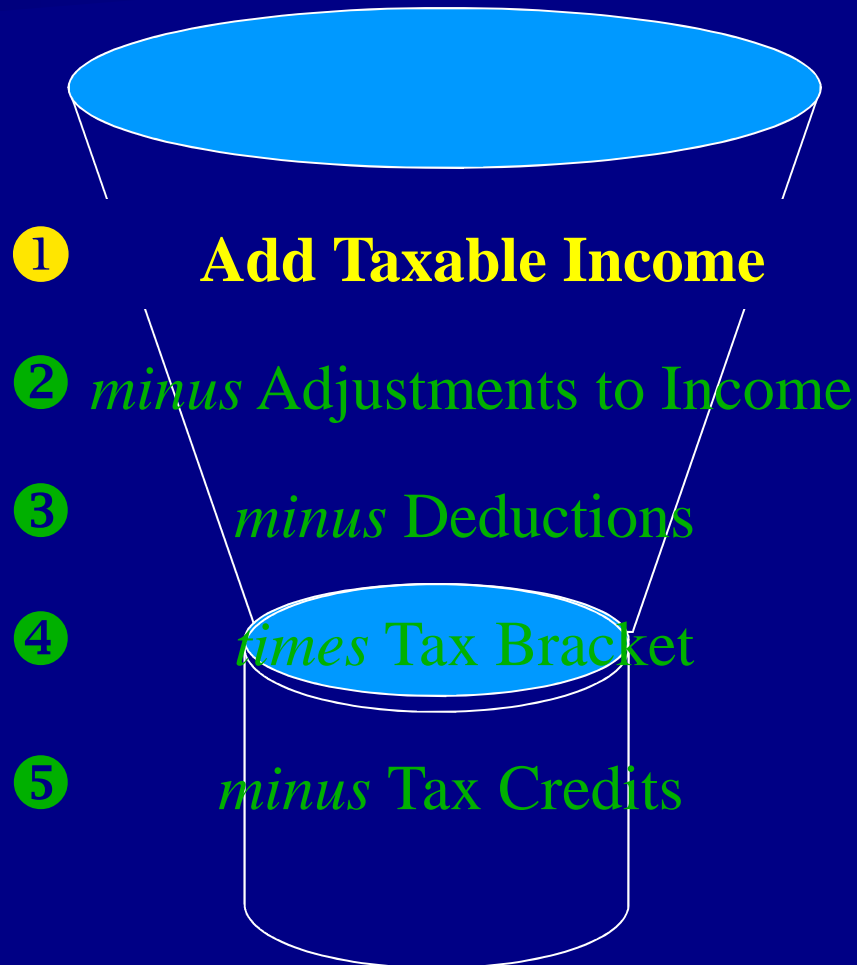 ❶ Add Taxable Income
❷ minus Adjustments to Income
❸ minus Deductions
❹ times Tax Bracket
❺ minus Tax Credits